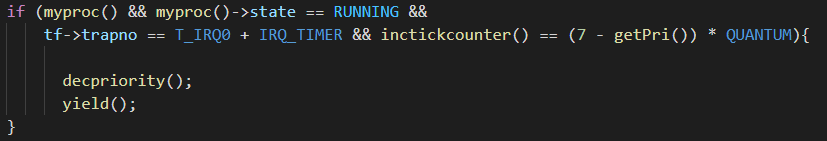 if (myproc() && myproc()->state == RUNNING &&
tf->trapno == T_IRQ0 + IRQ_TIMER && inctickcounter() == (7 - getPri()) * QUANTUM){
decpriority();
yield();
}